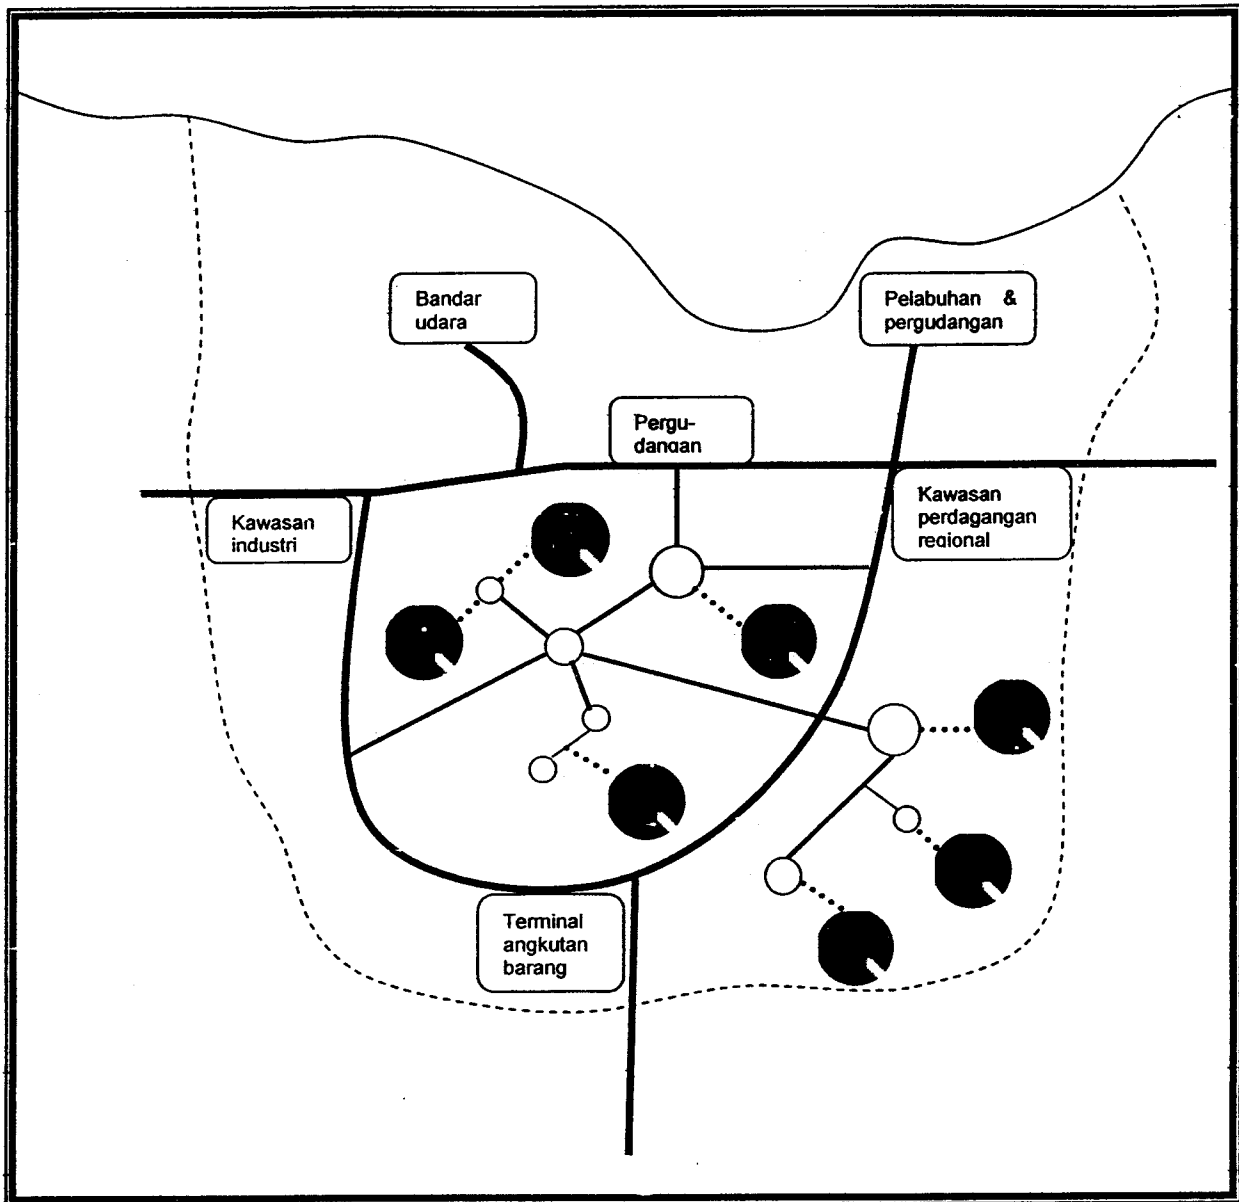 Bandar
udara
Pelabuhan &
pergudangan
Pergu-
dangan
Kawasan
industri
Kawasan
perdagangan
regional
Terminal
angkutan
barang